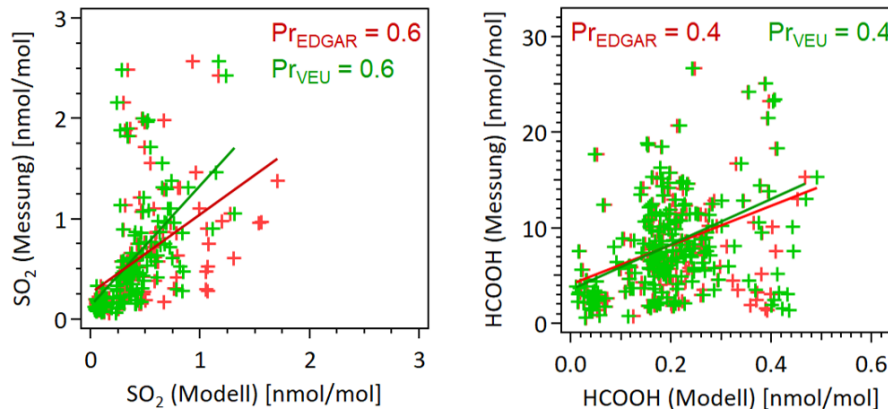 Pr_EDGAR = 0.6
Pr_VEU = 0.6
SO₂ (Messung) [nmol/mol]
3
2
1
0
0 1 2 3
SO₂ (Modell) [nmol/mol]
Pr_EDGAR = 0.4 Pr_VEU = 0.4
HCOOH (Messung) [nmol/mol]
30
20
10
0
0.0 0.2 0.4 0.6
HCOOH (Modell) [nmol/mol]